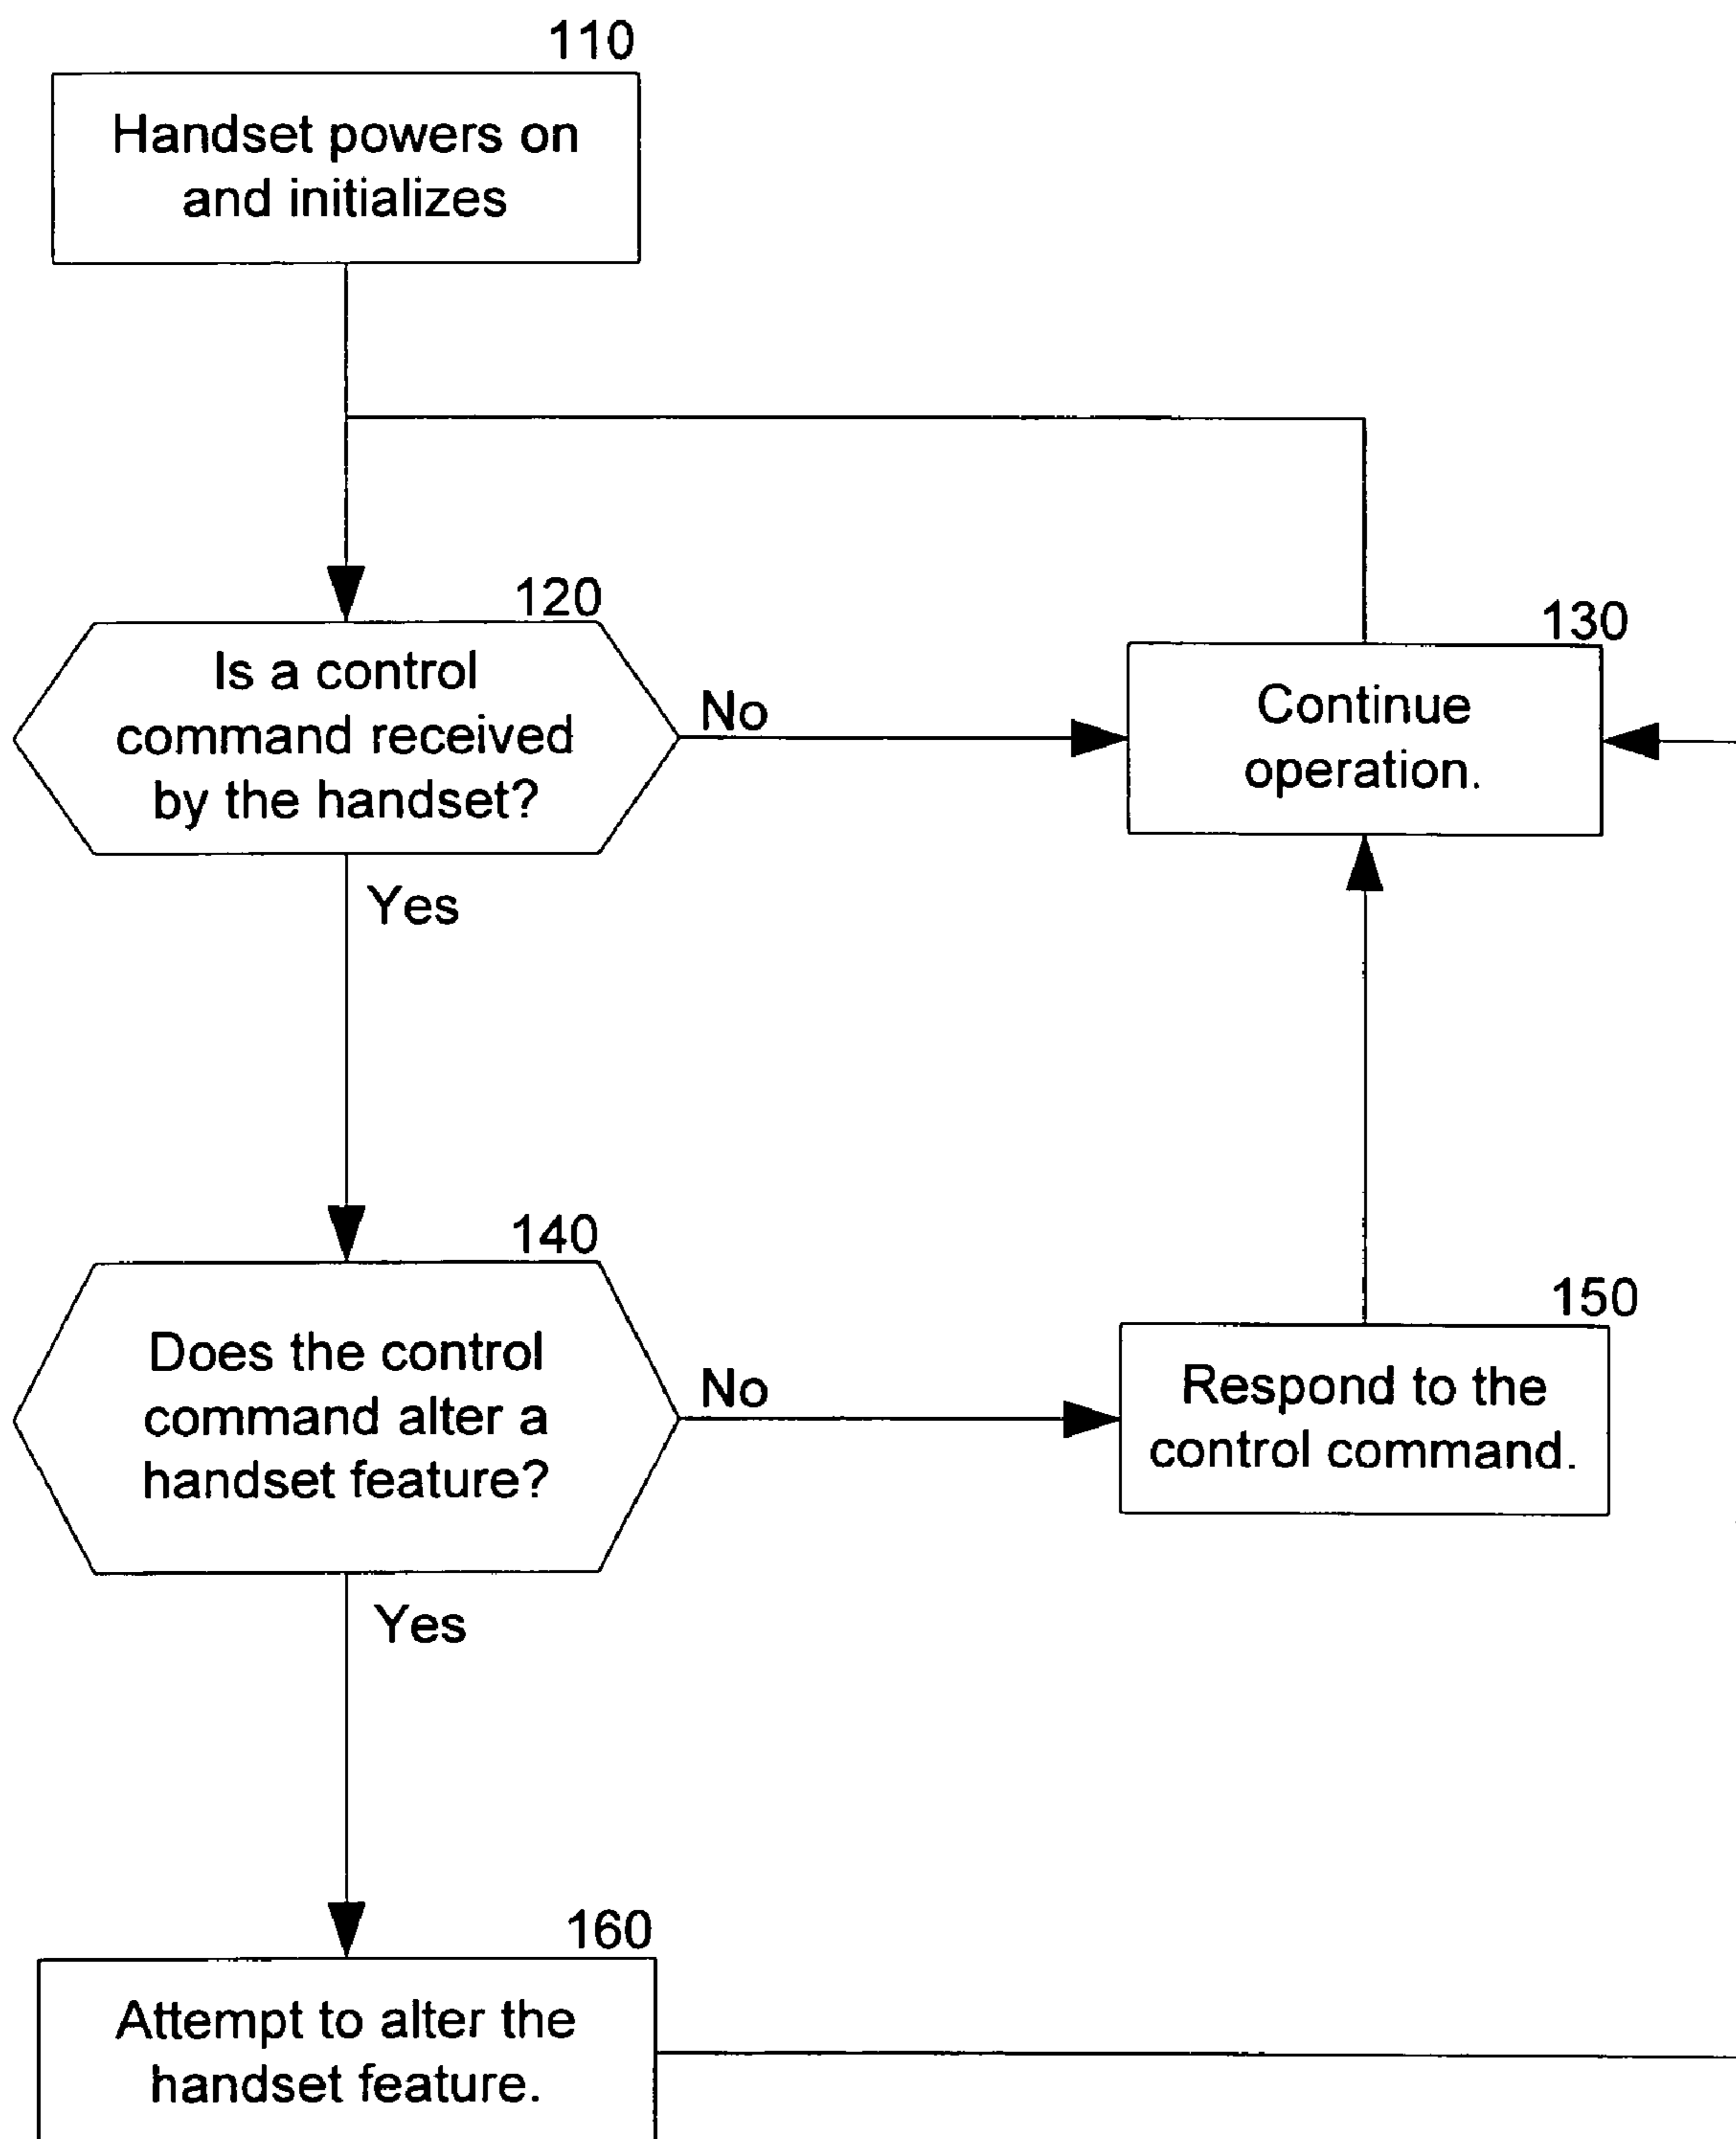 110
Handset powers on
and initializes
120
Is a control
command received
by the handset?
No
130
Continue
operation.
Yes
140
Does the control
command alter a
handset feature?
No
150
Respond to the
control command.
Yes
160
Attempt to alter the
handset feature.